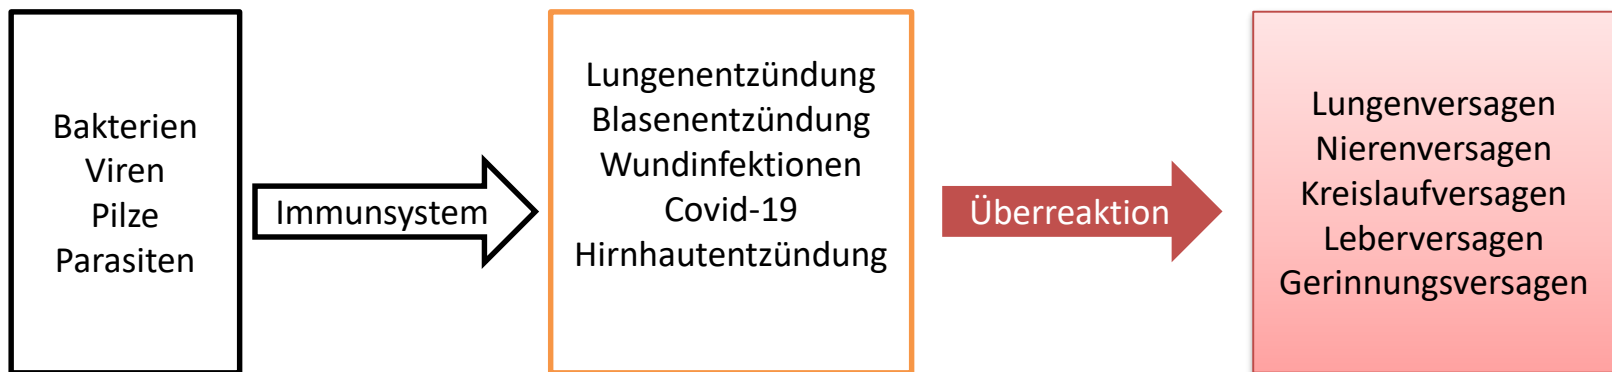 Bakterien
Viren
Pilze
Parasiten
Immunsystem
Lungenentzündung
Blasenentzündung
Wundinfektionen
Covid-19
Hirnhautentzündung
Überreaktion
Lungenversagen
Nierenversagen
Kreislaufversagen
Leberversagen
Gerinnungsversagen